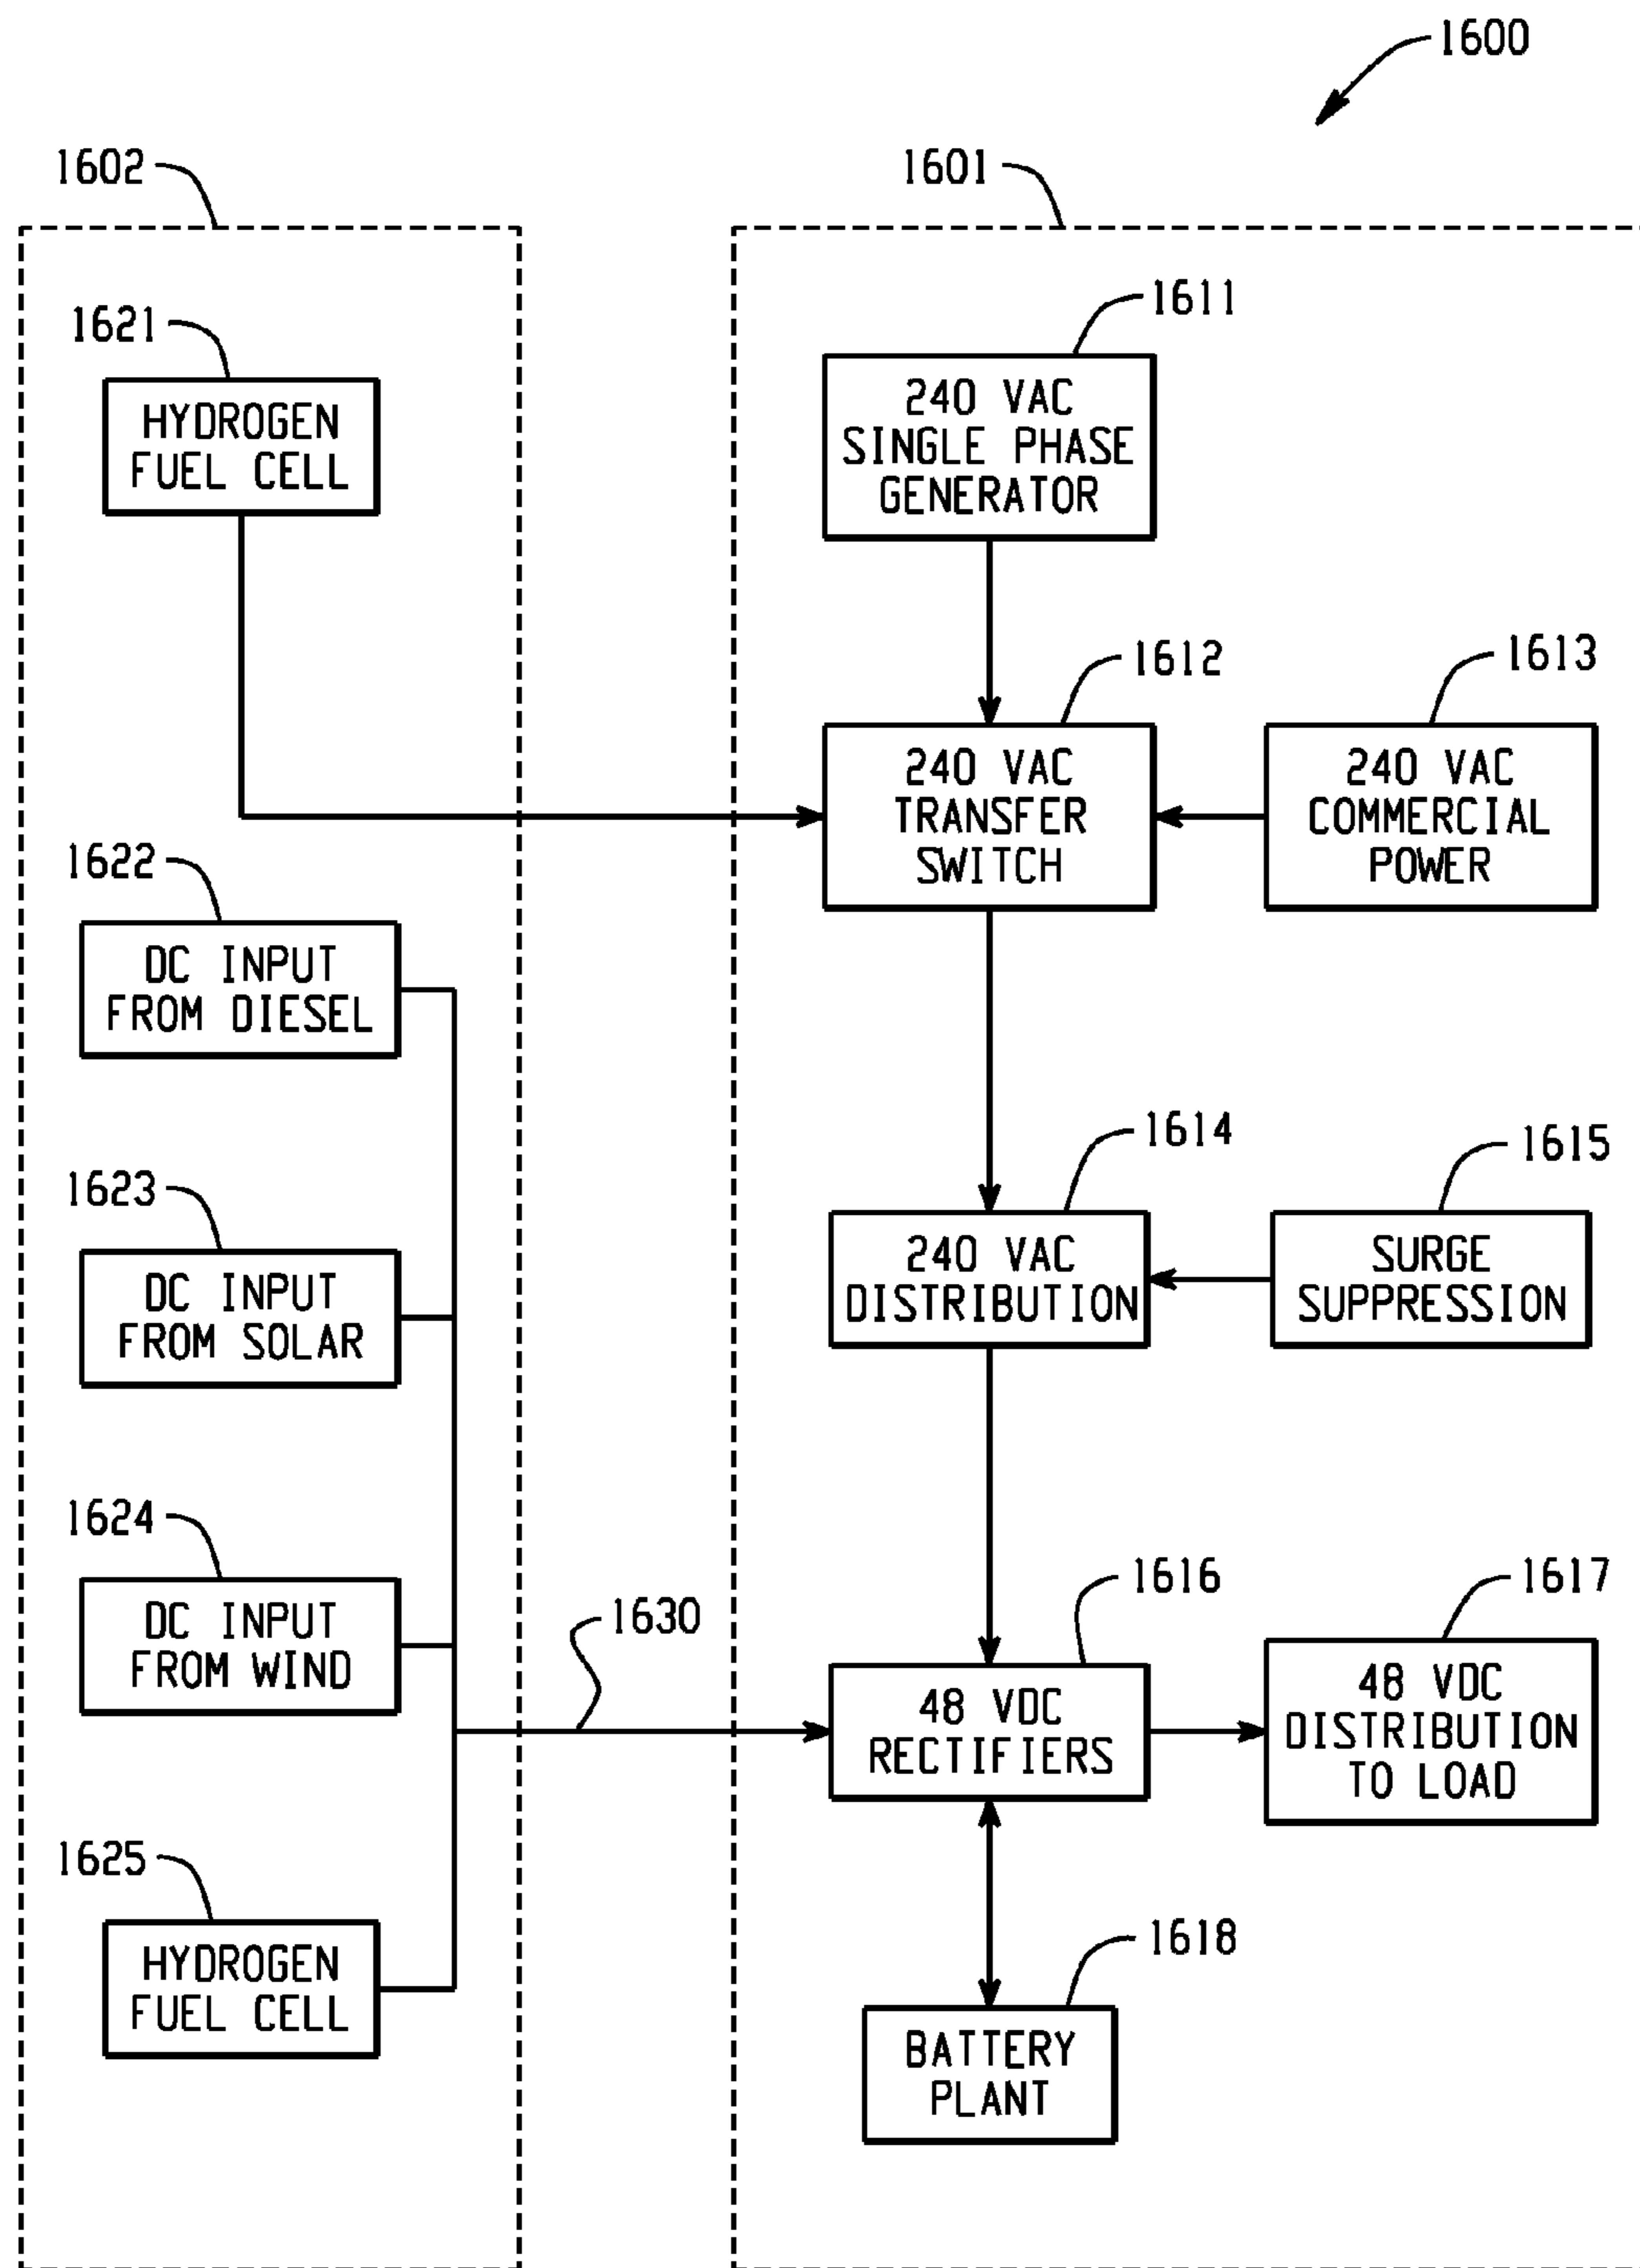 1600
1602
1601
1621
HYDROGEN
FUEL CELL
1611
240 VAC
SINGLE PHASE
GENERATOR
1612
240 VAC
TRANSFER
SWITCH
1613
240 VAC
COMMERCIAL
POWER
1622
DC INPUT
FROM DIESEL
1614
240 VAC
DISTRIBUTION
1615
SURGE
SUPPRESSION
1623
DC INPUT
FROM SOLAR
1624
DC INPUT
FROM WIND
1630
1616
48 VDC
RECTIFIERS
1617
48 VDC
DISTRIBUTION
TO LOAD
1625
HYDROGEN
FUEL CELL
1618
BATTERY
PLANT